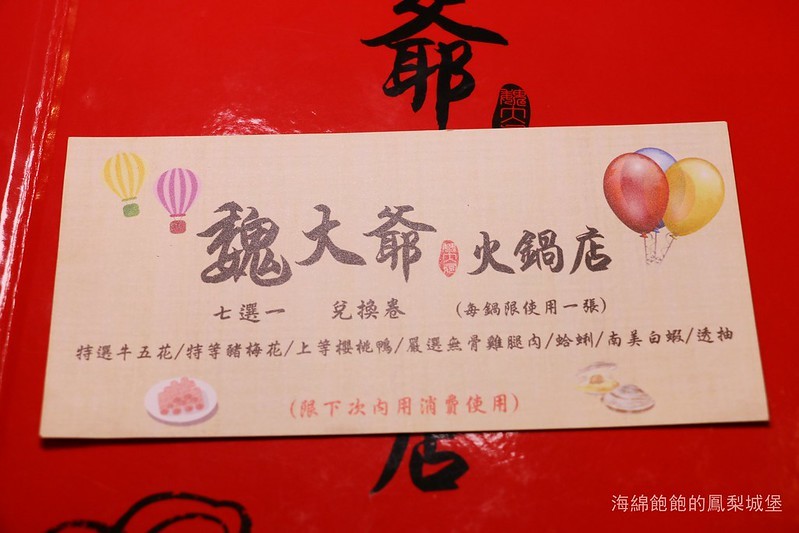 爺
魏大爺 火鍋店
七選一 兌換卷 (每鍋限使用一張)
特選牛五花/特等豬梅花/上等櫻桃鴨/嚴選無骨雞腿肉/蛤蜊/南美白蝦/透抽
(限下次內用消費使用)
店
海綿飽飽的鳳梨城堡